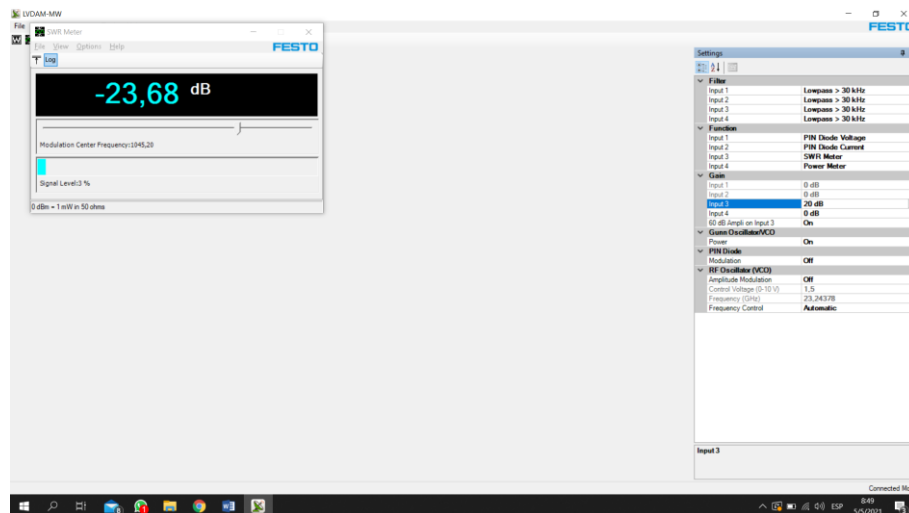 LVDAM-MW
File
FESTO
SWR Meter
File View Options Help
FESTO
Log
-23,68 dB
Modulation Center Frequency:1045,20
Signal Level:3 %
0 dBm = 1 mW in 50 ohms
Settings
Filter
Input 1 Lowpass > 30 kHz
Input 2 Lowpass > 30 kHz
Input 3 Lowpass > 30 kHz
Input 4 Lowpass > 30 kHz
Function
Input 1 PIN Diode Voltage
Input 2 PIN Diode Current
Input 3 SWR Meter
Input 4 Power Meter
Gain
Input 1 0 dB
Input 2 0 dB
Input 3 20 dB
Input 4 0 dB
60 dB Ampli on Input 3 On
Gunn Oscillator/VCO
Power On
PIN Diode
Modulation Off
RF Oscillator (VCO)
Amplitude Modulation Off
Control Voltage (0-10 V) 1,5
Frequency (GHz) 23,24378
Frequency Control Automatic
Input 3
Connected Mo
ESP
8:49
5/5/2021